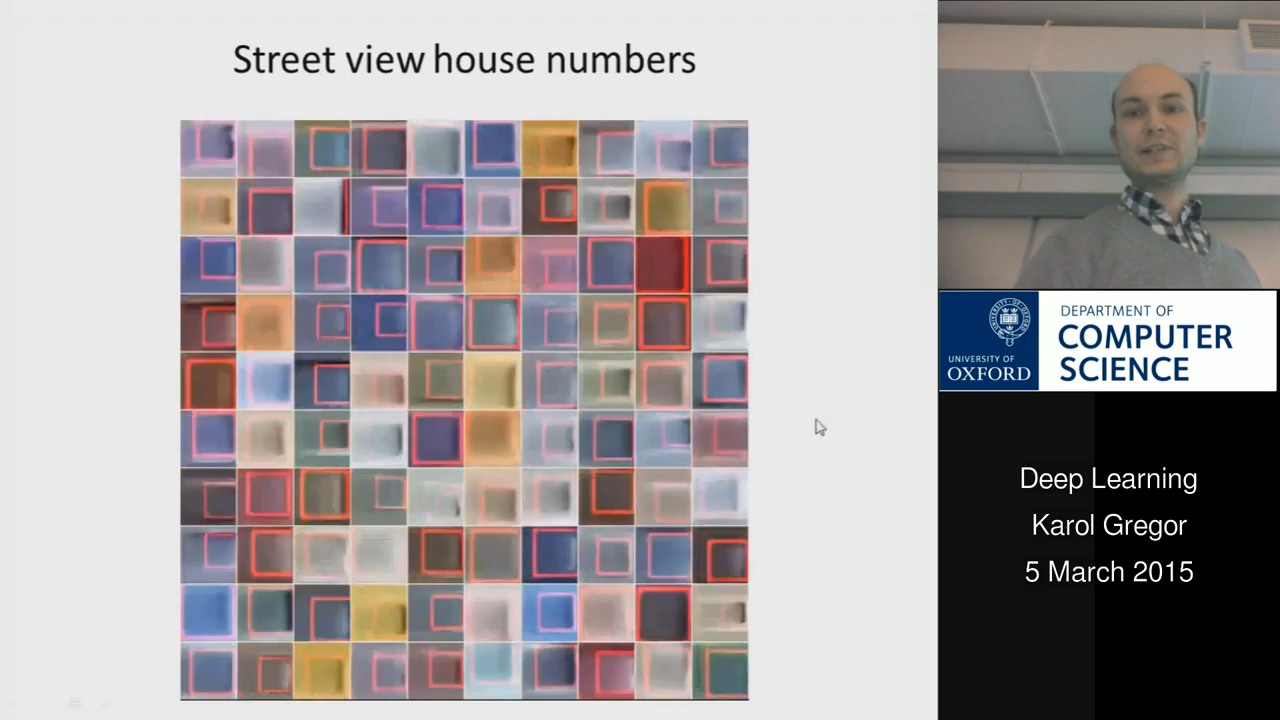 Street view house numbers
UNIVERSITY OF
OXFORD
DEPARTMENT OF
COMPUTER
SCIENCE
Deep Learning
Karol Gregor
5 March 2015